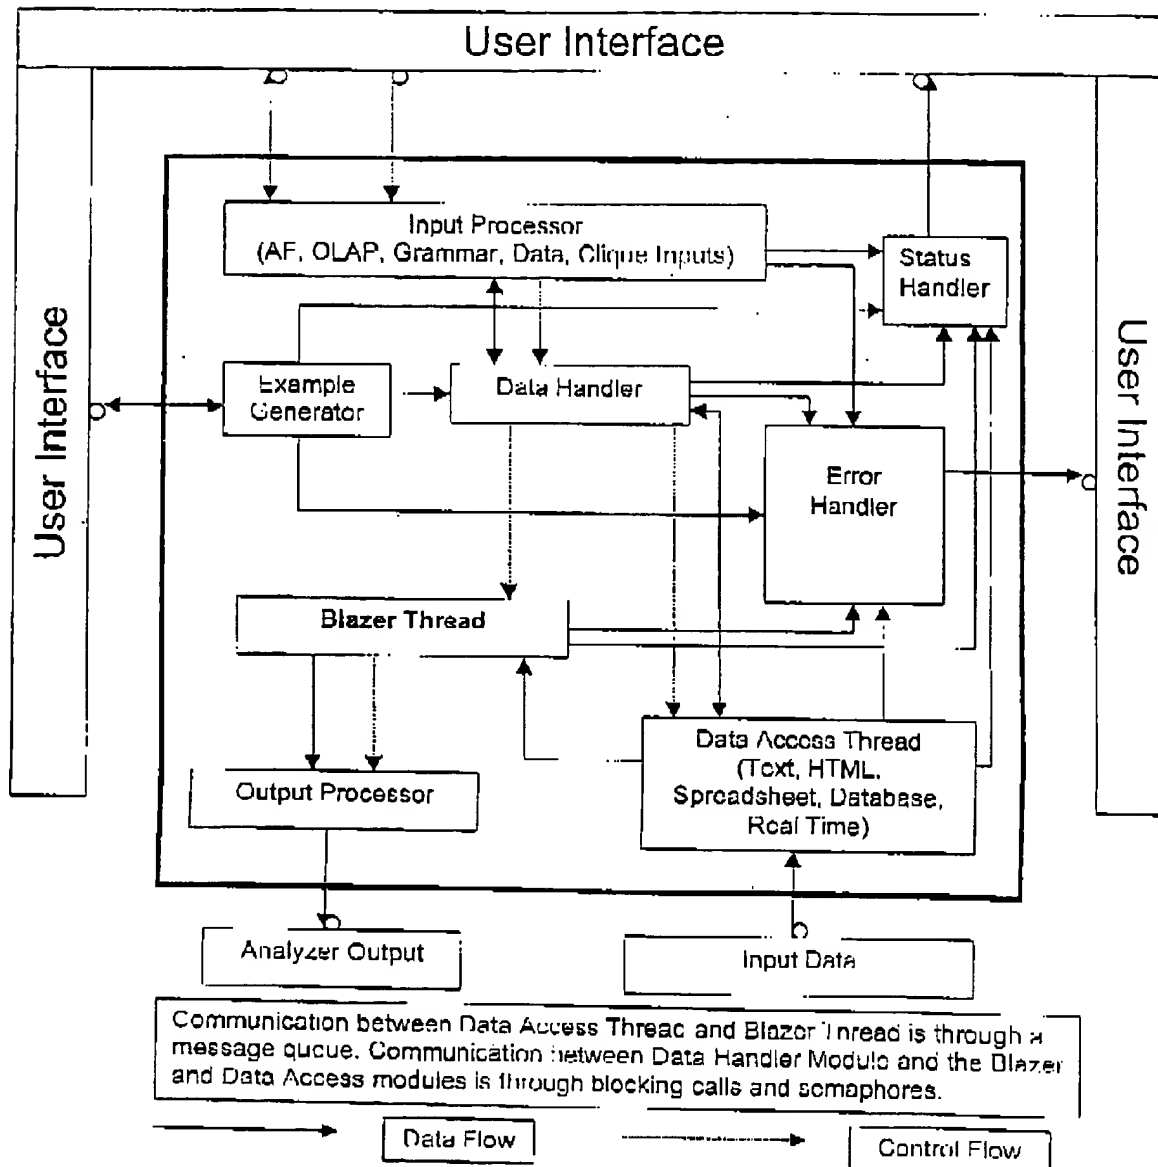 User Interface
Input Processor
(AF, OLAP, Grammar, Data, Clique Inputs)
Status
Handler
User Interface
Example
Generator
Data Handler
User Interface
Error
Handler
Blazer Thread
Data Access Thread
(Text, HTML,
Spreadsheet, Database,
Real Time)
Output Processor
Analyzer Output
Input Data
Communication between Data Access Thread and Blazer Thread is through a
message queue. Communication between Data Handler Module and the Blazer
and Data Access modules is through blocking calls and semaphores.
Data Flow
Control Flow